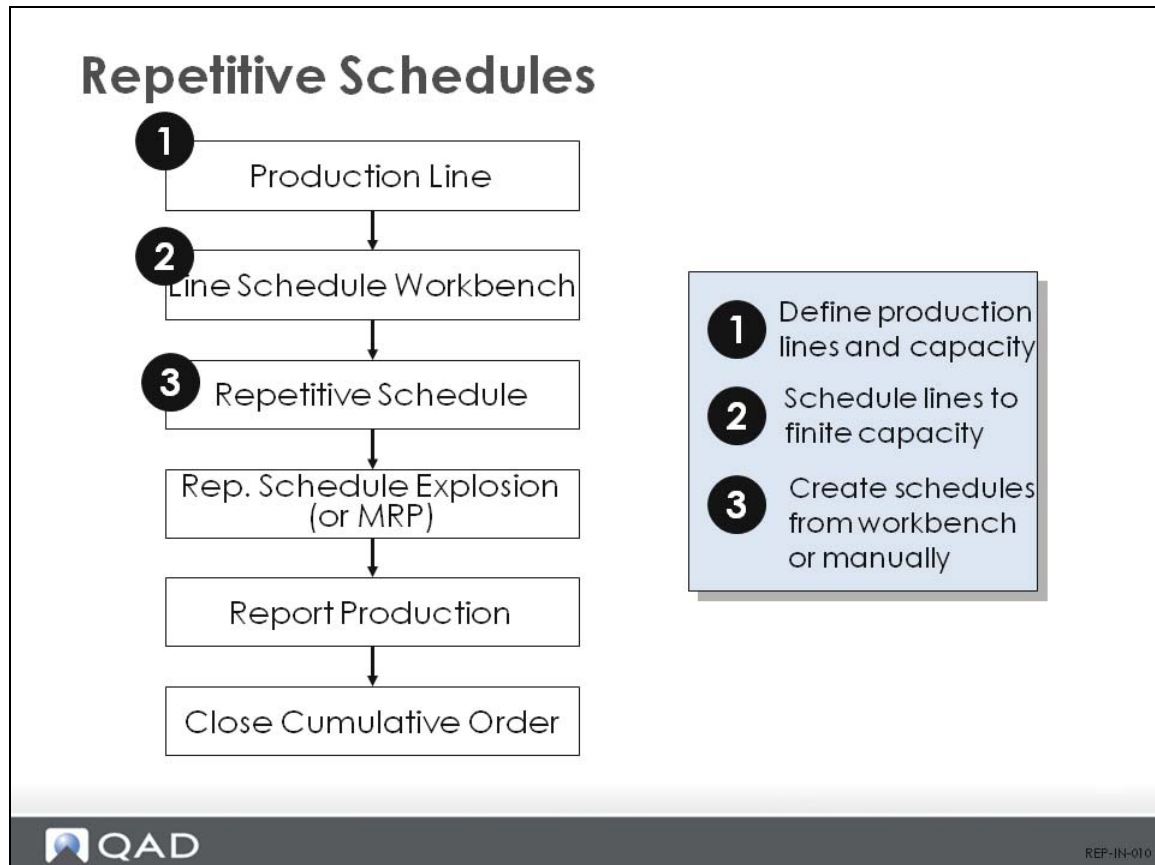 Repetitive Schedules
1
Production Line
2
Line Schedule Workbench
3
Repetitive Schedule
Rep. Schedule Explosion
(or MRP)
Report Production
Close Cumulative Order
1
Define production
lines and capacity
2
Schedule lines to
finite capacity
3
Create schedules
from workbench
or manually
QAD
REP-IN-010